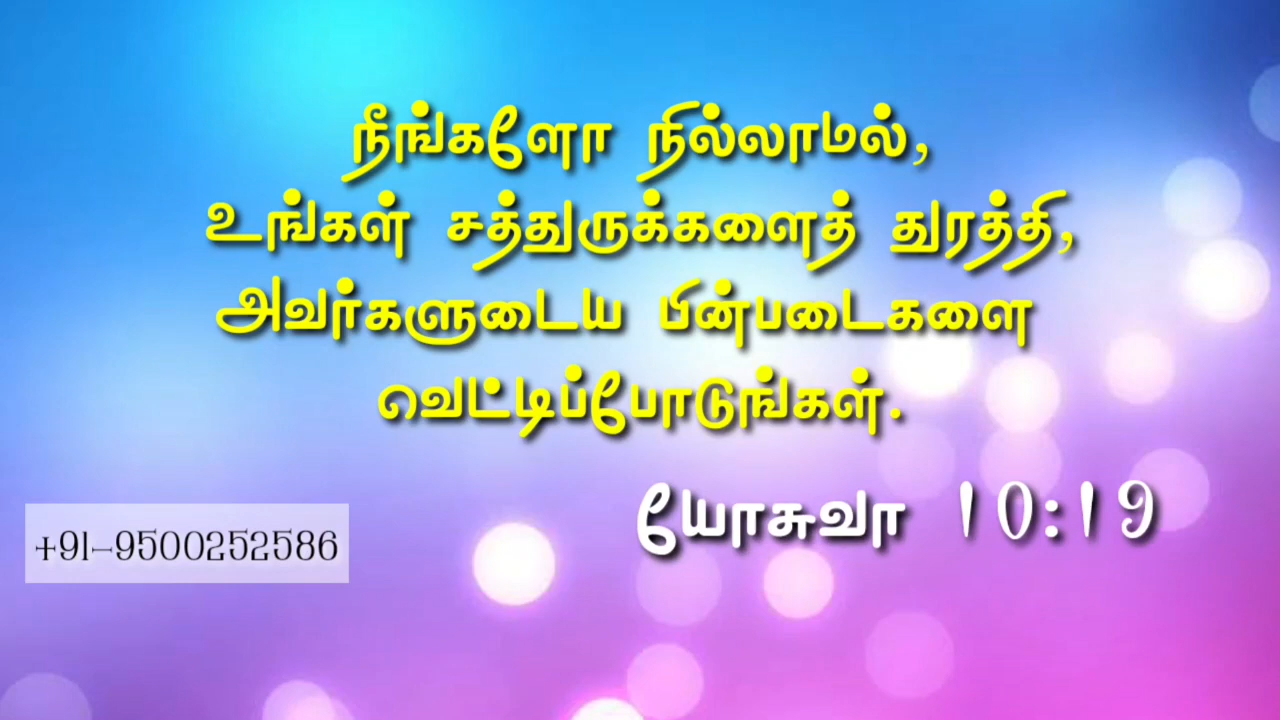 நீங்களோ நில்லாமல்,
உங்கள் சத்துருக்களைத் துரத்தி,
அவர்களுடைய பின்படைகளை
வெட்டிப்போடுங்கள்.
யோசுவா 10:19
+91-9500252586